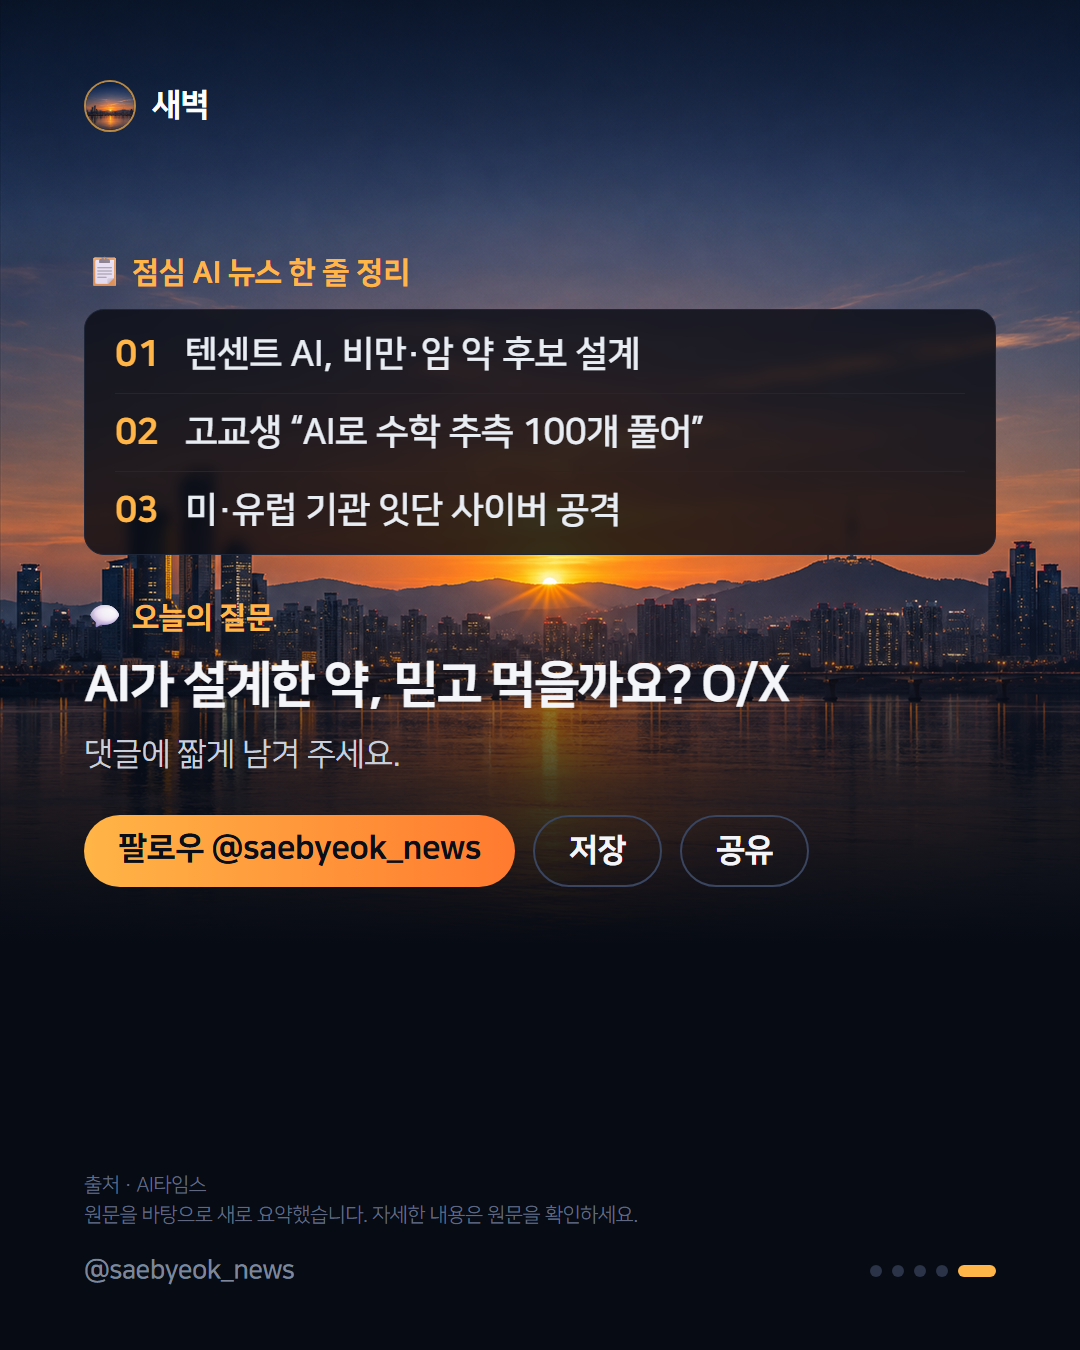 새벽
점심 AI 뉴스 한 줄 정리
01 텐센트 AI, 비만·암 약 후보 설계
02 고교생 “AI로 수학 추측 100개 풀어”
03 미·유럽 기관 잇단 사이버 공격
오늘의 질문
AI가 설계한 약, 믿고 먹을까요? O/X
댓글에 짧게 남겨 주세요.
팔로우 @saebyeok_news 저장 공유
출처 · AI타임스
원문을 바탕으로 새로 요약했습니다. 자세한 내용은 원문을 확인하세요.
@saebyeok_news